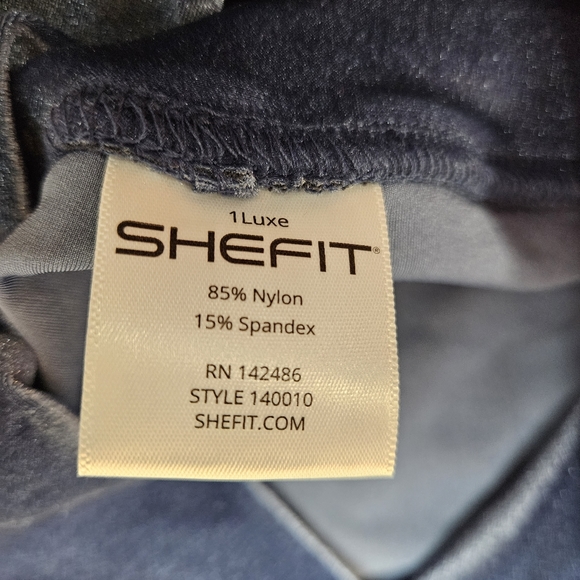 1Luxe
SHEFIT®
85% Nylon
15% Spandex
RN 142486
STYLE 140010
SHEFIT.COM